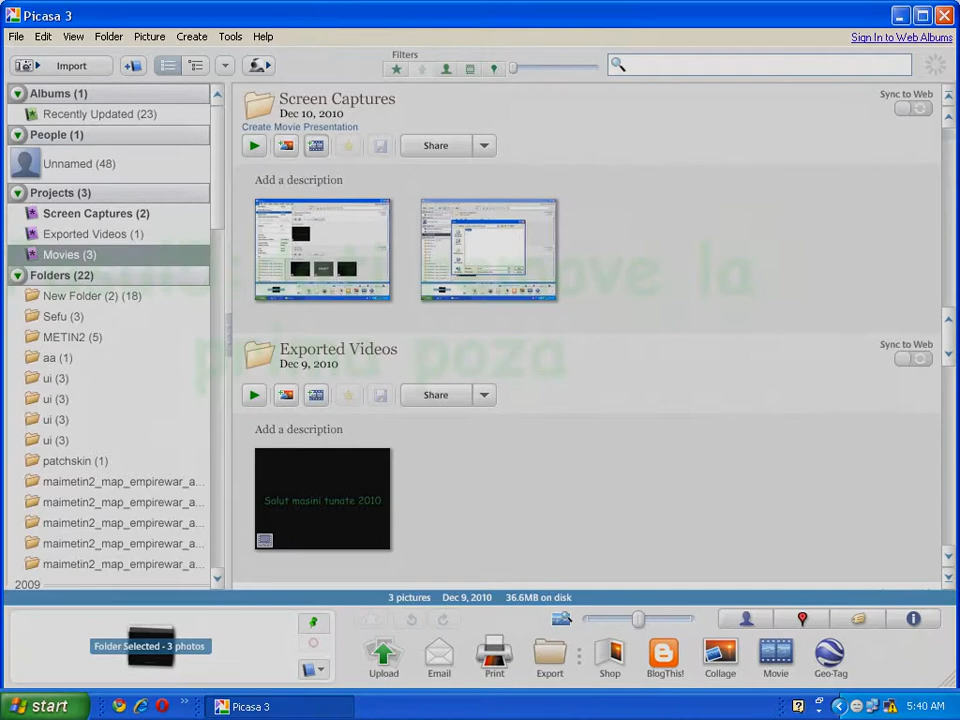 Picasa 3
File Edit View Folder Picture Create Tools Help
Sign In to Web Albums
Import
Filters
Albums (1)
Recently Updated (23)
People (1)
Unnamed (48)
Projects (3)
Screen Captures (2)
Exported Videos (1)
Movies (3)
Folders (22)
New Folder (2) (18)
Sefu (3)
METIN2 (5)
aa (1)
ui (3)
ui (3)
ui (3)
ui (3)
patchskin (1)
maimetin2_map_empirewar_a...
maimetin2_map_empirewar_a...
maimetin2_map_empirewar_a...
maimetin2_map_empirewar_a...
maimetin2_map_empirewar_a...
2009
Screen Captures
Dec 10, 2010
Sync to Web
Create Movie Presentation
Share
Add a description
la
prima poza
Exported Videos
Dec 9, 2010
Sync to Web
Share
Add a description
Salut masini tunate 2010
3 pictures Dec 9, 2010 36.6MB on disk
Folder Selected - 3 photos
Upload Email Print Export Shop BlogThis! Collage Movie Geo-Tag
start
Picasa 3
5:40 AM